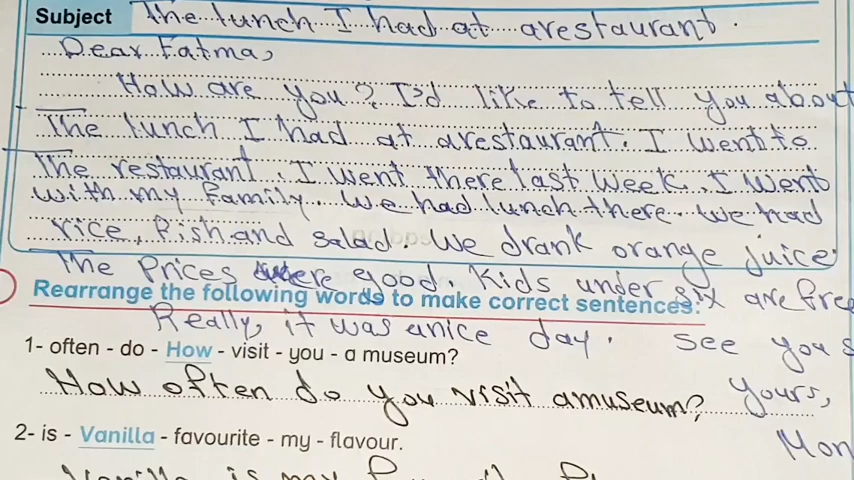 Subject The lunch I had at arestaurant.
Dear Fatma,
How are you? I'd like to tell you about
The lunch I had at arestaurant. I went to
The restaurant. I went there last week. I went
with my family. We had lunch there. we had
rice, Fish and salad. We drank orange juice.
The Prices were good. Kids under six are free
Rearrange the following words to make correct sentences:
Really, it was anice day. See you s
1- often - do - How - visit - you - a museum?
How often do you visit amuseum?
Yours,
2- is - Vanilla - favourite - my - flavour.
Mon
is my